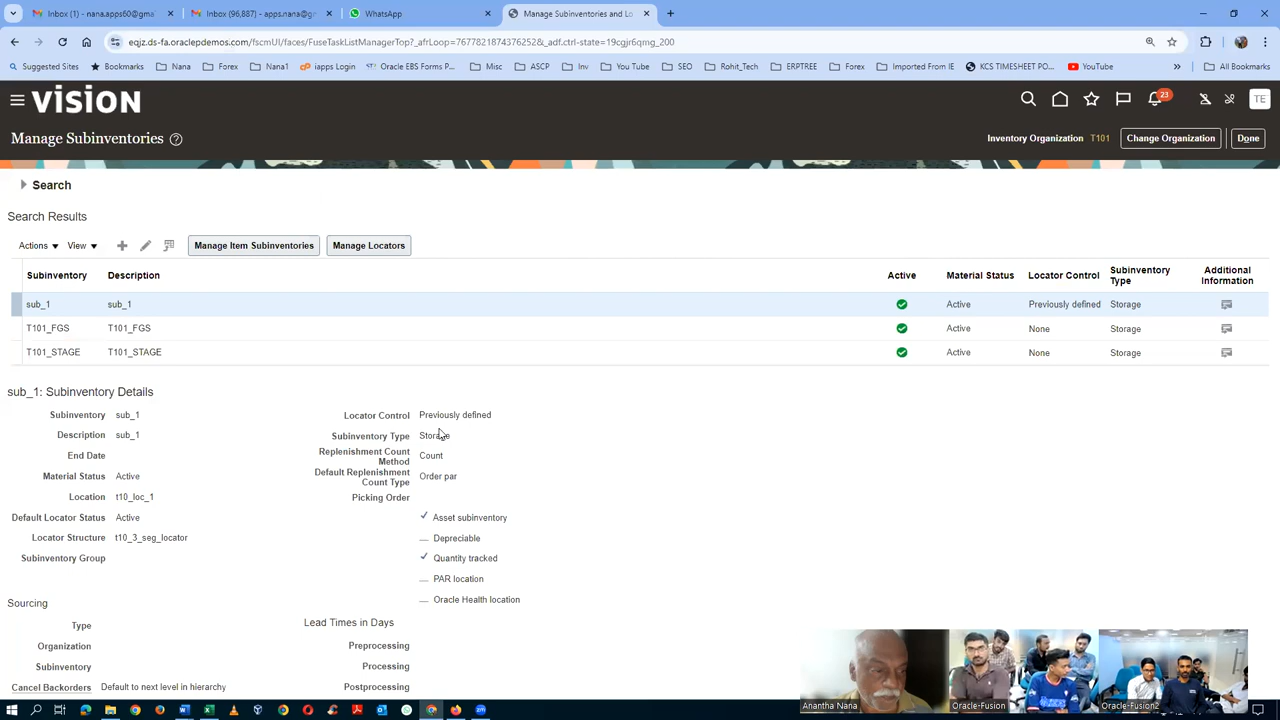 Inbox (1) - nana.apps60@gmai
Inbox (96,887) - apps.nana@gm
WhatsApp
Manage Subinventories and Lo
eqjz.ds-fa.oraclepdemos.com/fscmUI/faces/FuseTaskListManagerTop?_afrLoop=76778218743762 52&_adf.ctrl-state=19cgjr6qmg_200
Suggested Sites Bookmarks Nana Forex Nana1 iapps Login Oracle EBS Forms P... Misc ASCP Inv You Tube SEO Rohit_Tech ERPTREE Forex Imported From IE KCS TIMESHEET PO... YouTube All Bookmarks
VISION
23
TE
Manage Subinventories
Inventory Organization T101 Change Organization Done
Search
Search Results
Actions View Manage Item Subinventories Manage Locators
Subinventory Description Active Material Status Locator Control Subinventory Type Additional Information
sub_1 sub_1 Active Previously defined Storage
T101_FGS T101_FGS Active None Storage
T101_STAGE T101_STAGE Active None Storage
sub_1: Subinventory Details
Subinventory sub_1
Description sub_1
End Date
Material Status Active
Location t10_loc_1
Default Locator Status Active
Locator Structure t10_3_seg_locator
Subinventory Group
Locator Control Previously defined
Subinventory Type Storage
Replenishment Count Method Count
Default Replenishment Count Type Order par
Picking Order
Asset subinventory
Depreciable
Quantity tracked
PAR location
Oracle Health location
Sourcing
Type
Organization
Subinventory
Cancel Backorders Default to next level in hierarchy
Lead Times in Days
Preprocessing
Processing
Postprocessing
Anantha Nana
Oracle-Fusion
Oracle-Fusion2